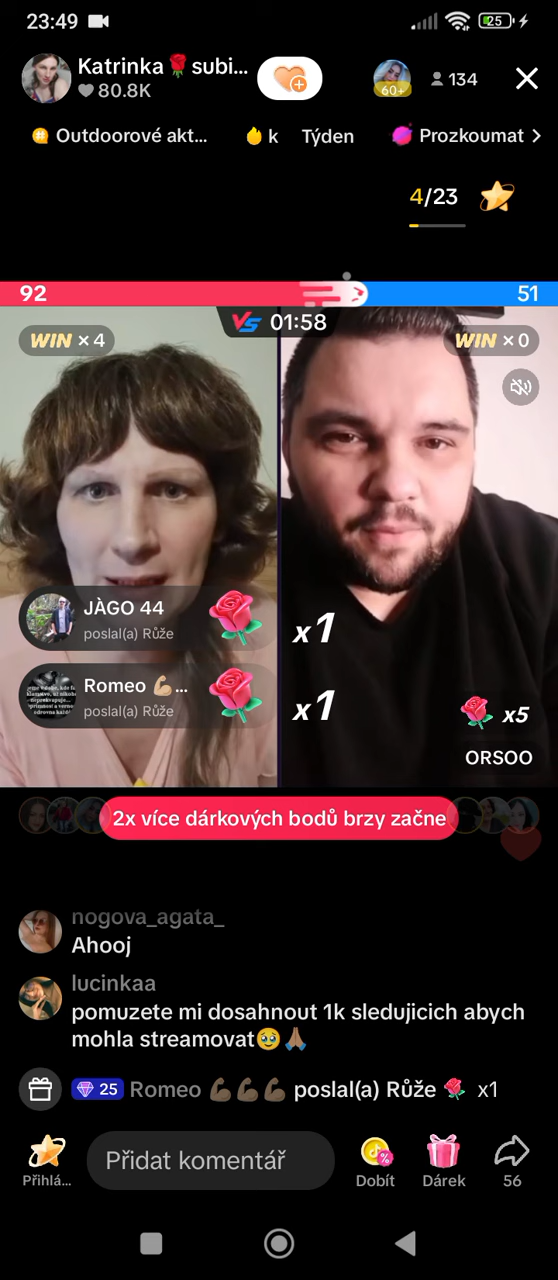 23:49
25
Katrinka🌹subi...
80.8K
60+
134
Outdoorové akt...
k
Týden
Prozkoumat
4/23
92
51
VS 01:58
WIN × 4
WIN × 0
JÀGO 44
poslal(a) Růže
x1
Romeo 💪🏽...
poslal(a) Růže
x1
x5
ORSOO
2x více dárkových bodů brzy začne
nogova_agata_
Ahooj
lucinkaa
pomuzete mi dosahnout 1k sledujicich abych
mohla streamovat🥹🙏🏽
25 Romeo 💪🏽💪🏽💪🏽 poslal(a) Růže 🌹 x1
Přidat komentář
Přihlá...
Dobít
Dárek
56